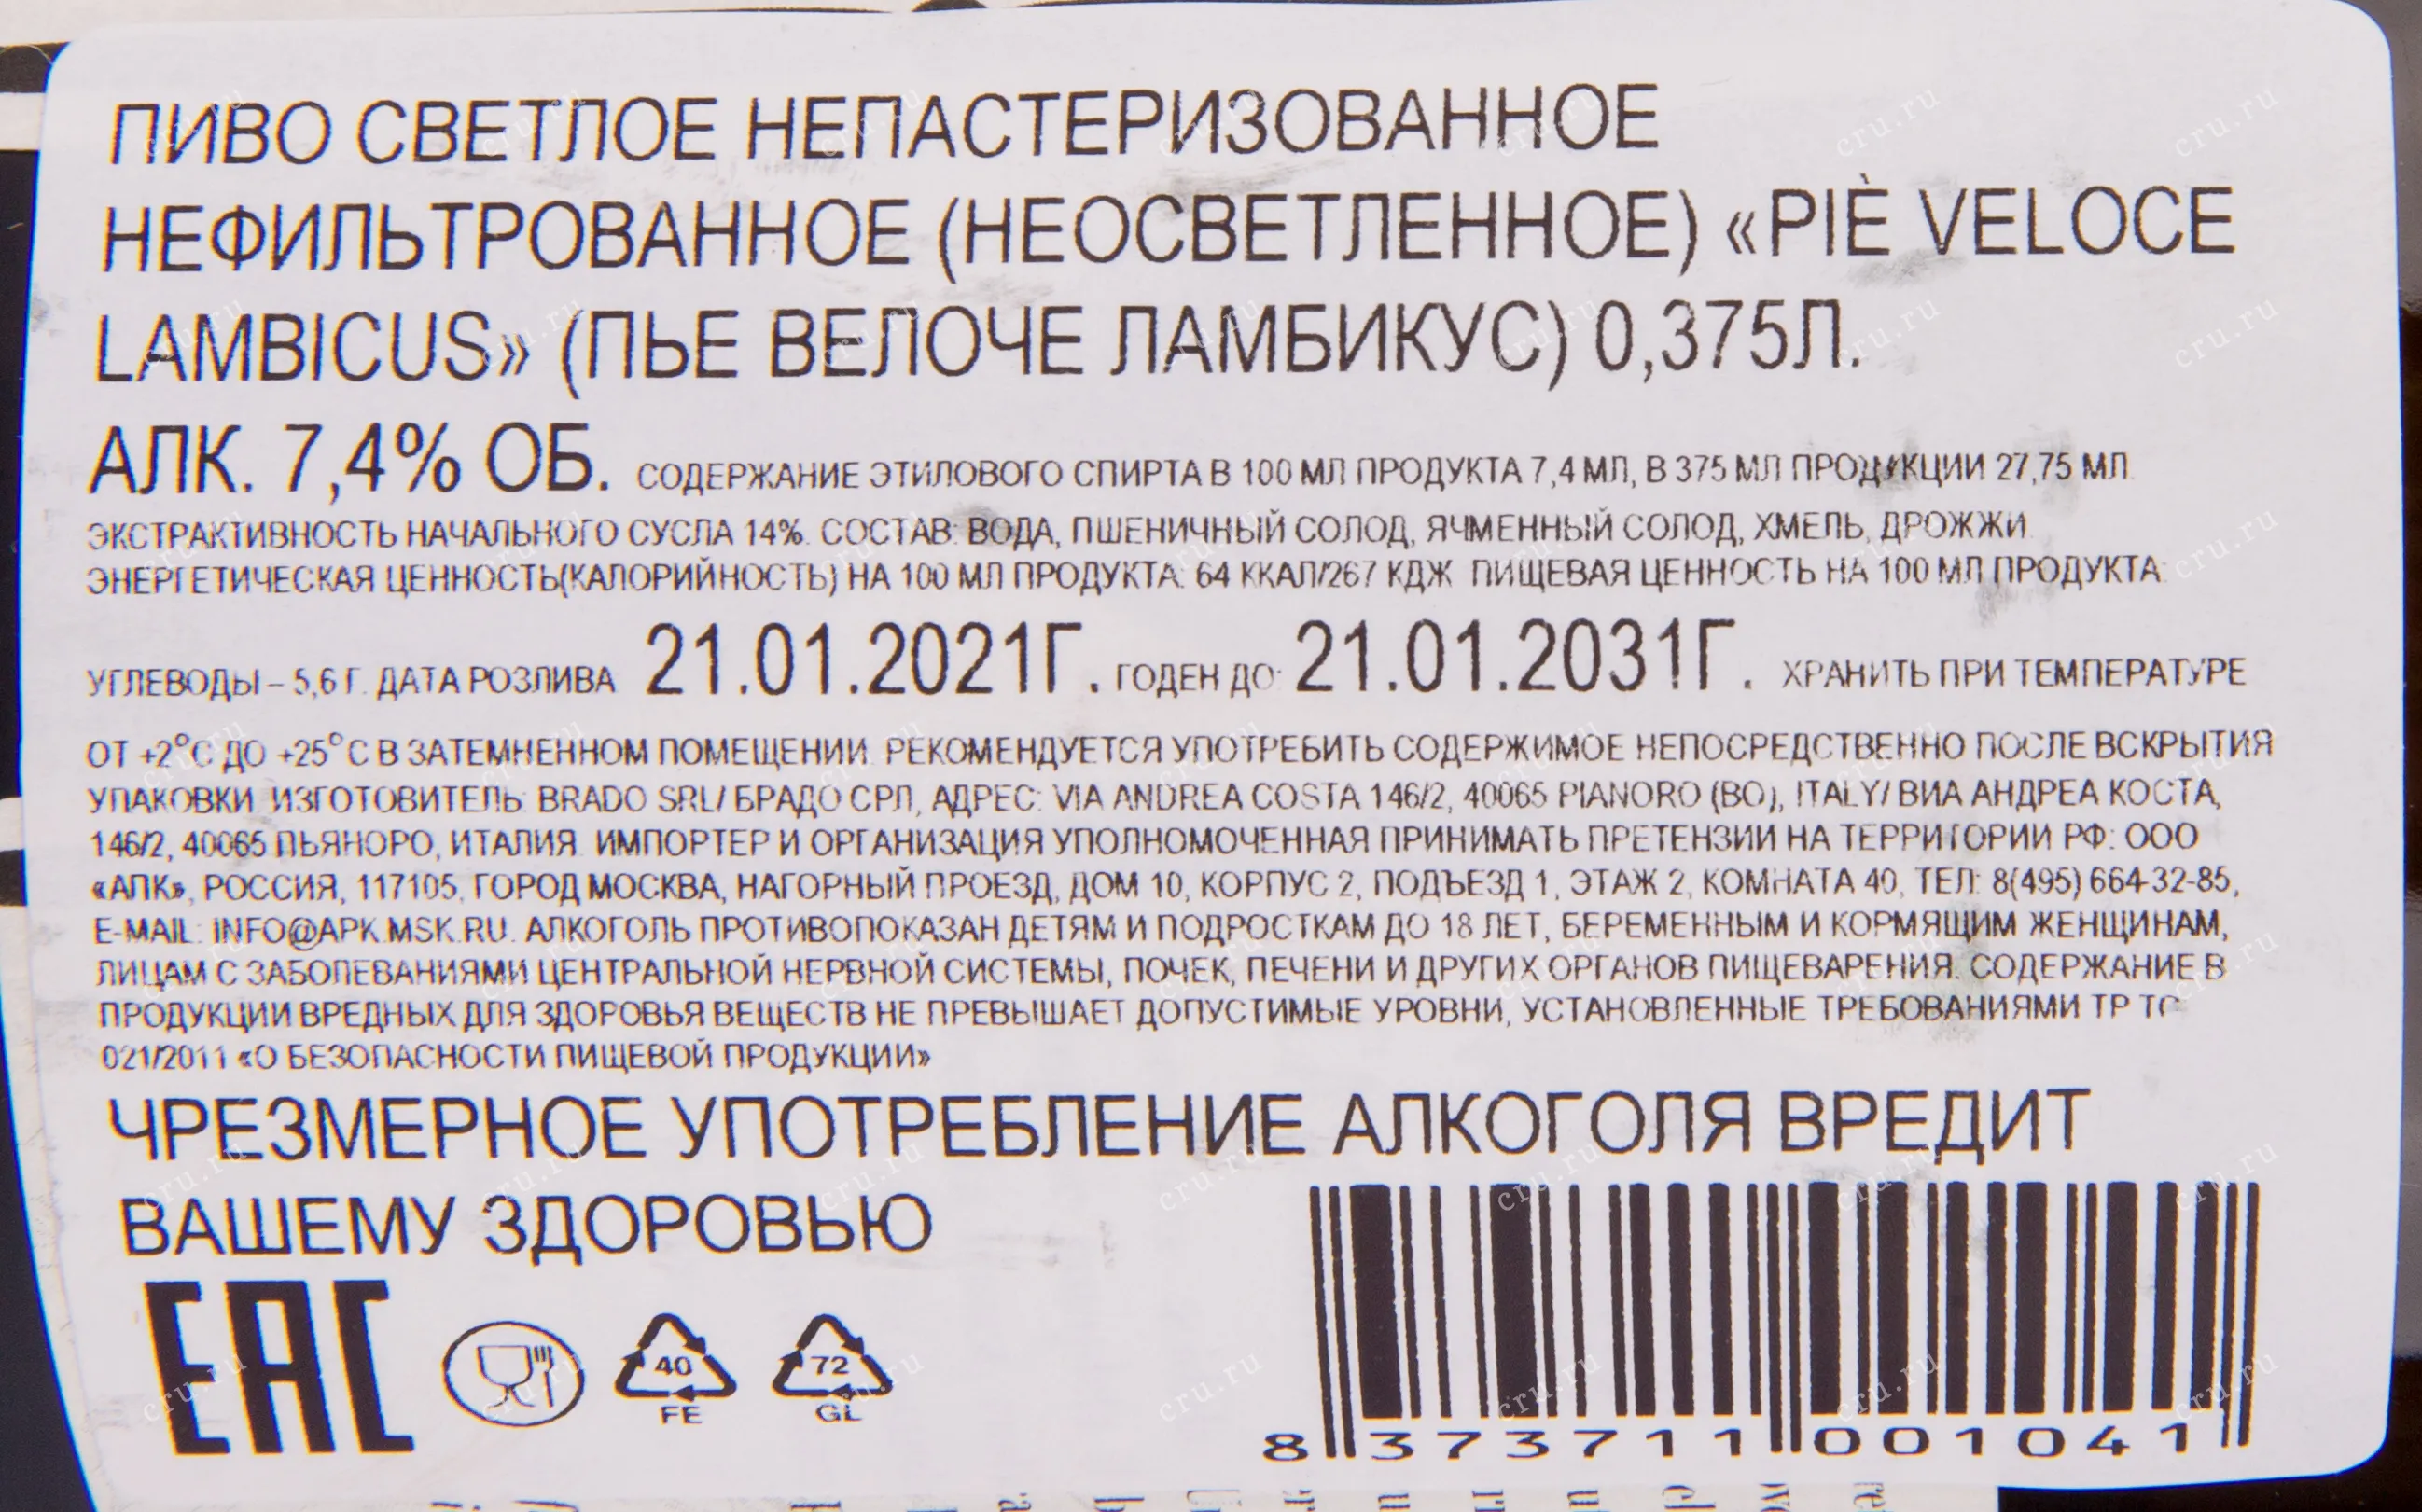 ПИВО СВЕТЛОЕ НЕПАСТЕРИЗОВАННОЕ
НЕФИЛЬТРОВАННОЕ (НЕОСВЕТЛЕННОЕ) «PIÈ VELOCE
LAMBICUS» (ПЬЕ ВЕЛОЧЕ ЛАМБИКУС) 0,375Л.
АЛК. 7,4% ОБ. СОДЕРЖАНИЕ ЭТИЛОВОГО СПИРТА В 100 МЛ ПРОДУКТА 7,4 МЛ, В 375 МЛ ПРОДУКЦИИ 27,75 МЛ.
ЭКСТРАКТИВНОСТЬ НАЧАЛЬНОГО СУСЛА 14%. СОСТАВ: ВОДА, ПШЕНИЧНЫЙ СОЛОД, ЯЧМЕННЫЙ СОЛОД, ХМЕЛЬ, ДРОЖЖИ.
ЭНЕРГЕТИЧЕСКАЯ ЦЕННОСТЬ(КАЛОРИЙНОСТЬ) НА 100 МЛ ПРОДУКТА: 64 ККАЛ/267 КДЖ. ПИЩЕВАЯ ЦЕННОСТЬ НА 100 МЛ ПРОДУКТА:
УГЛЕВОДЫ – 5,6 Г. ДАТА РОЗЛИВА 21.01.2021Г. ГОДЕН ДО: 21.01.2031Г. ХРАНИТЬ ПРИ ТЕМПЕРАТУРЕ
ОТ +2°С ДО +25°С В ЗАТЕМНЕННОМ ПОМЕЩЕНИИ. РЕКОМЕНДУЕТСЯ УПОТРЕБИТЬ СОДЕРЖИМОЕ НЕПОСРЕДСТВЕННО ПОСЛЕ ВСКРЫТИЯ
УПАКОВКИ. ИЗГОТОВИТЕЛЬ: BRADO SRL/ БРАДО СРЛ, АДРЕС: VIA ANDREA COSTA 146/2, 40065 PIANORO (BO), ITALY/ ВИА АНДРЕА КОСТА,
146/2, 40065 ПЬЯНОРО, ИТАЛИЯ. ИМПОРТЕР И ОРГАНИЗАЦИЯ УПОЛНОМОЧЕННАЯ ПРИНИМАТЬ ПРЕТЕНЗИИ НА ТЕРРИТОРИИ РФ: ООО
«АПК», РОССИЯ, 117105, ГОРОД МОСКВА, НАГОРНЫЙ ПРОЕЗД, ДОМ 10, КОРПУС 2, ПОДЪЕЗД 1, ЭТАЖ 2, КОМНАТА 40, ТЕЛ: 8(495) 664-32-85,
E-MAIL: INFO@APK.MSK.RU. АЛКОГОЛЬ ПРОТИВОПОКАЗАН ДЕТЯМ И ПОДРОСТКАМ ДО 18 ЛЕТ, БЕРЕМЕННЫМ И КОРМЯЩИМ ЖЕНЩИНАМ,
ЛИЦАМ С ЗАБОЛЕВАНИЯМИ ЦЕНТРАЛЬНОЙ НЕРВНОЙ СИСТЕМЫ, ПОЧЕК, ПЕЧЕНИ И ДРУГИХ ОРГАНОВ ПИЩЕВАРЕНИЯ. СОДЕРЖАНИЕ В
ПРОДУКЦИИ ВРЕДНЫХ ДЛЯ ЗДОРОВЬЯ ВЕЩЕСТВ НЕ ПРЕВЫШАЕТ ДОПУСТИМЫЕ УРОВНИ, УСТАНОВЛЕННЫЕ ТРЕБОВАНИЯМИ ТР ТС
021/2011 «О БЕЗОПАСНОСТИ ПИЩЕВОЙ ПРОДУКЦИИ»
ЧРЕЗМЕРНОЕ УПОТРЕБЛЕНИЕ АЛКОГОЛЯ ВРЕДИТ
ВАШЕМУ ЗДОРОВЬЮ
EAC
40
FE
72
GL
8 373711 001041
cru.ru